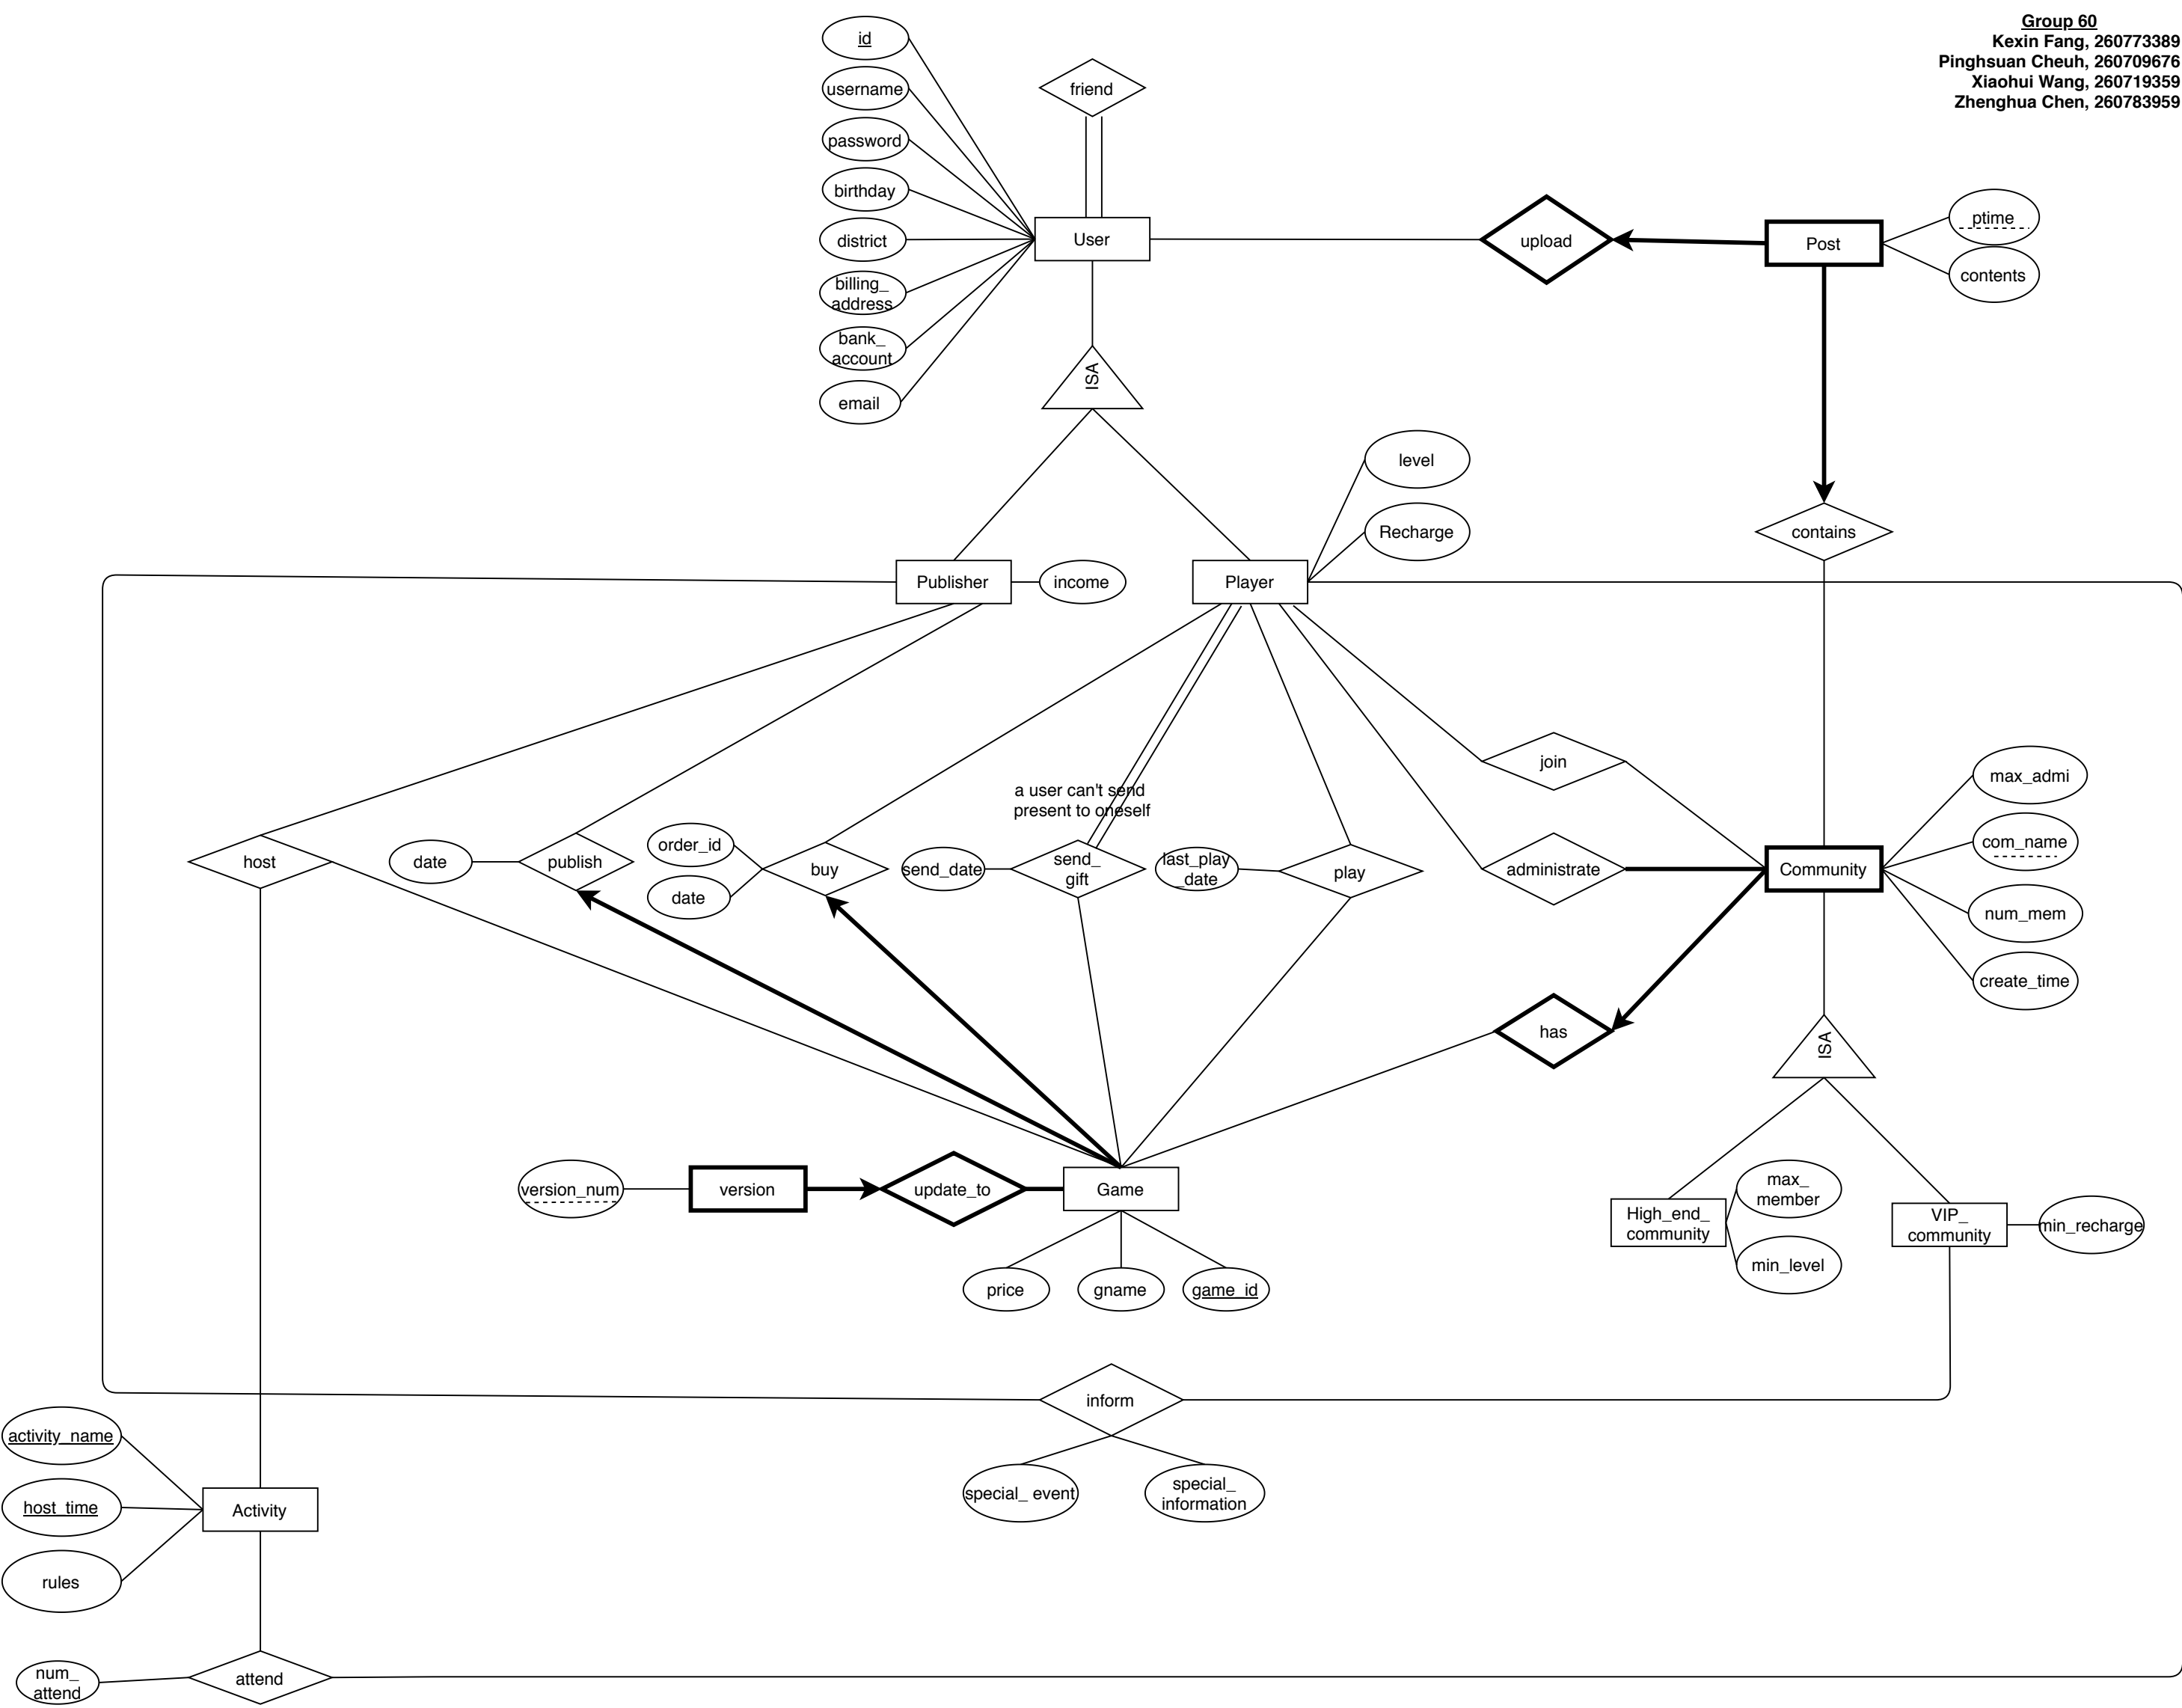 Group 60
Kexin Fang, 260773389
Pinghsuan Cheuh, 260709676
Xiaohui Wang, 260719359
Zhenghua Chen, 260783959
id
username
password
birthday
district
billing_
address
bank_
account
email
friend
User
upload
Post
ptime
contents
ISA
level
Recharge
contains
Publisher
income
Player
a user can't send
present to oneself
join
host
date
publish
order_id
date
buy
send_date
send_
gift
last_play
_date
play
administrate
Community
max_admi
com_name
num_mem
create_time
has
ISA
version_num
version
update_to
Game
price
gname
game_id
High_end_
community
max_
member
min_level
VIP_
community
min_recharge
inform
special_ event
special_
information
activity_name
host_time
rules
Activity
num_
attend
attend